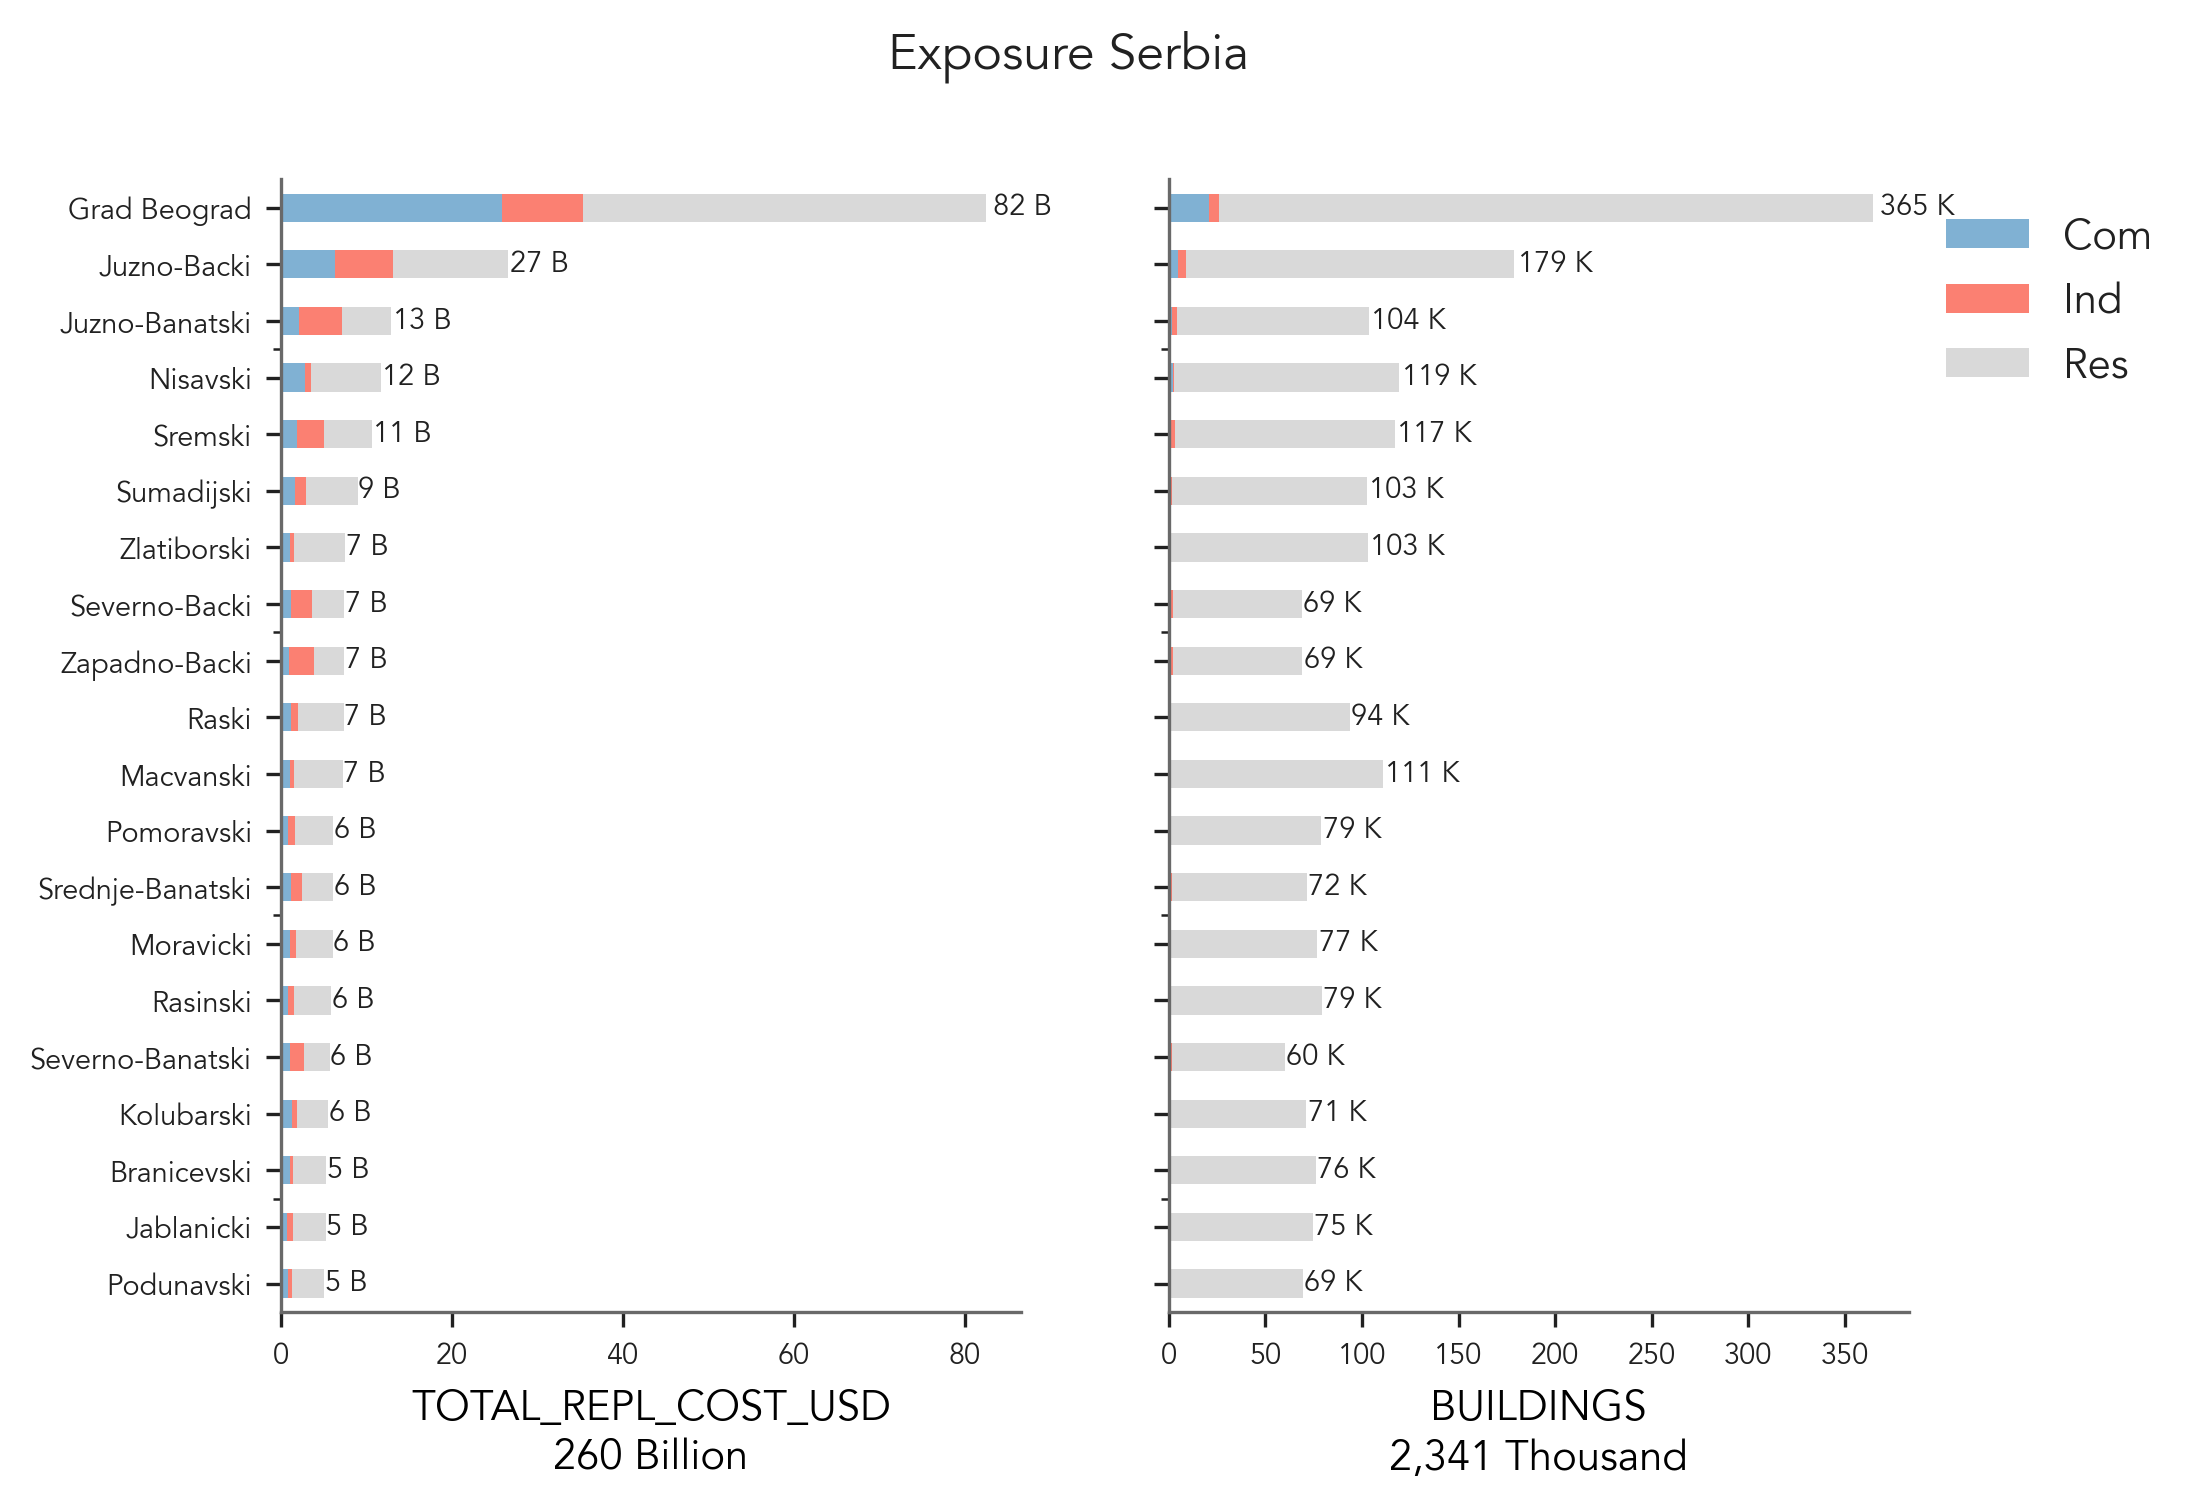 Exposure Serbia
Grad Beograd 82 B 365 K
Juzno-Backi 27 B 179 K
Juzno-Banatski 13 B 104 K
Nisavski 12 B 119 K
Sremski 11 B 117 K
Sumadijski 9 B 103 K
Zlatiborski 7 B 103 K
Severno-Backi 7 B 69 K
Zapadno-Backi 7 B 69 K
Raski 7 B 94 K
Macvanski 7 B 111 K
Pomoravski 6 B 79 K
Srednje-Banatski 6 B 72 K
Moravicki 6 B 77 K
Rasinski 6 B 79 K
Severno-Banatski 6 B 60 K
Kolubarski 6 B 71 K
Branicevski 5 B 76 K
Jablanicki 5 B 75 K
Podunavski 5 B 69 K
0 20 40 60 80
TOTAL_REPL_COST_USD
260 Billion
0 50 100 150 200 250 300 350
BUILDINGS
2,341 Thousand
Com
Ind
Res